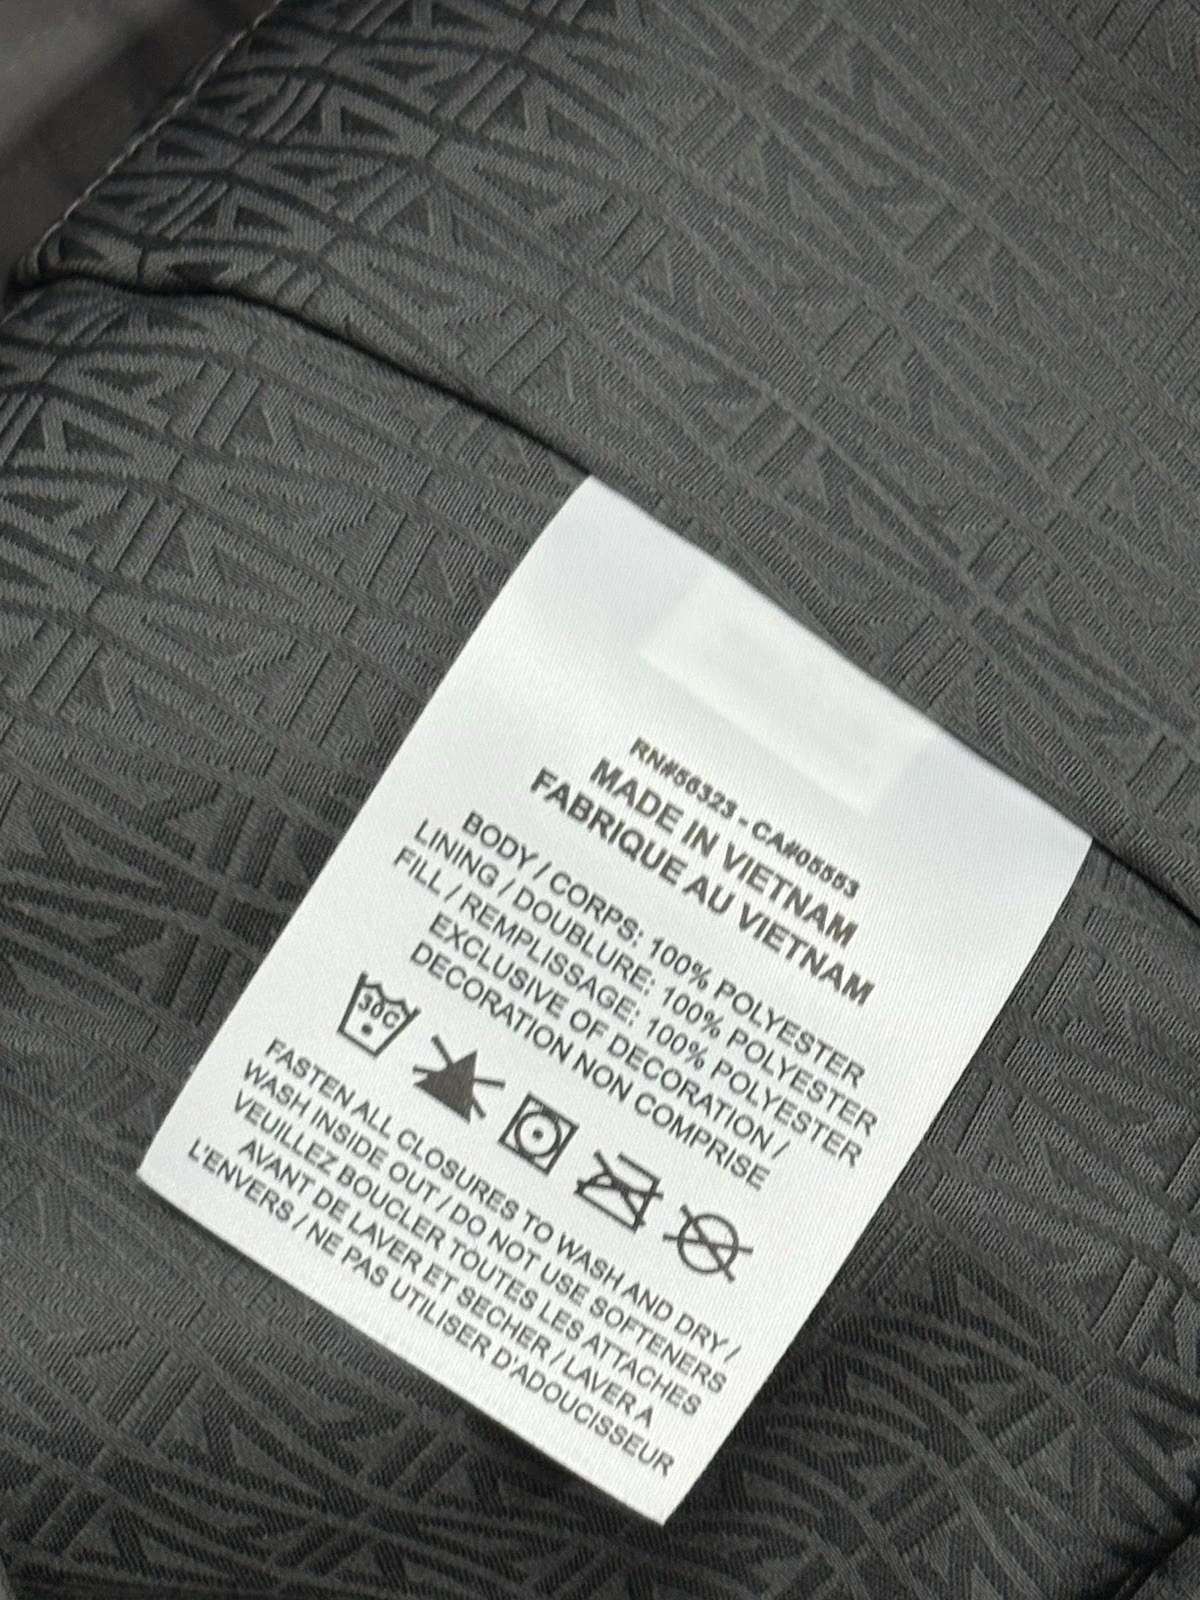 RN#56323 - CA#05553
MADE IN VIETNAM
FABRIQUE AU VIETNAM
BODY / CORPS: 100% POLYESTER
LINING / DOUBLURE: 100% POLYESTER
FILL / REMPLISSAGE: 100% POLYESTER
EXCLUSIVE OF DECORATION /
DECORATION NON COMPRISE
30C
FASTEN ALL CLOSURES TO WASH AND DRY /
WASH INSIDE OUT / DO NOT USE SOFTENERS
VEUILLEZ BOUCLER TOUTES LES ATTACHES
AVANT DE LAVER ET SECHER / LAVER A
L'ENVERS / NE PAS UTILISER D'ADOUCISSEUR